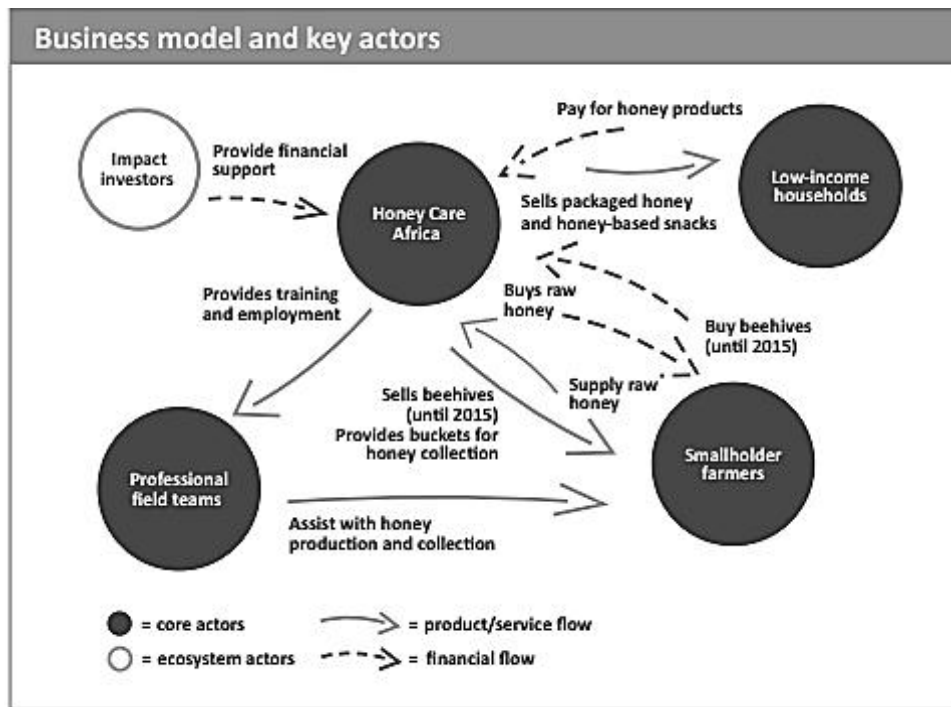 Business model and key actors
Impact
investors
Provide financial
support
Honey Care
Africa
Pay for honey products
Low-income
households
Sells packaged honey
and honey-based snacks
Provides training
and employment
Buys raw
honey
Buy beehives
(until 2015)
Sells beehives
(until 2015)
Provides buckets for
honey collection
Supply raw
honey
Professional
field teams
Smallholder
farmers
Assist with honey
production and collection
= core actors
= product/service flow
= ecosystem actors
= financial flow